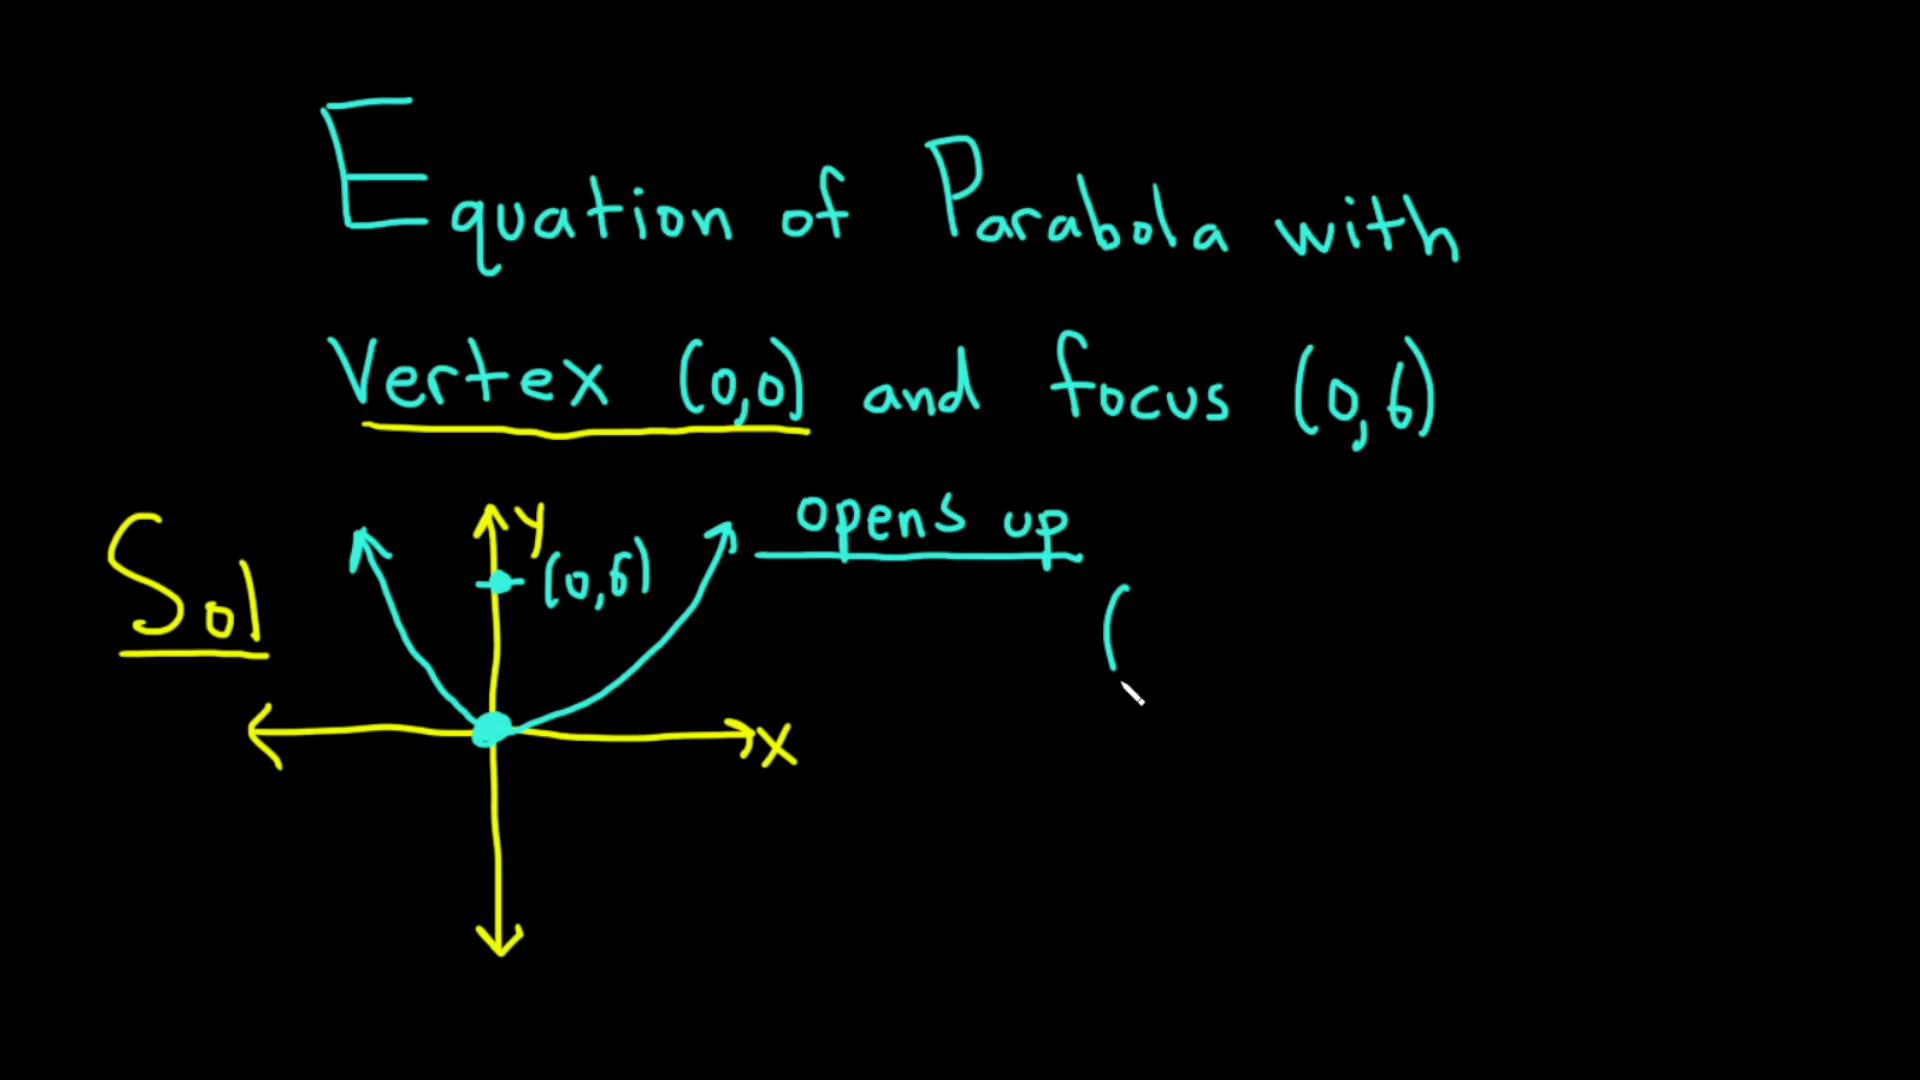 Equation of Parabola with
Vertex (0,0) and focus (0,6)
Sol
y
(0,6)
opens up
(
x